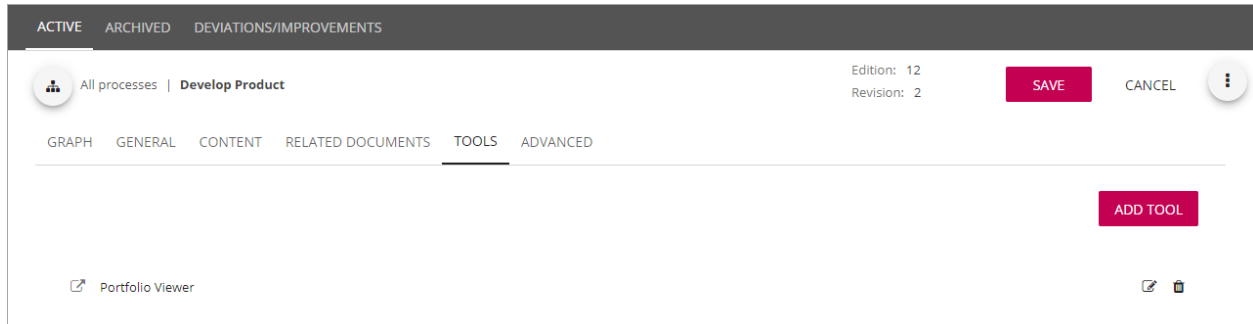 ACTIVE ARCHIVED DEVIATIONS/IMPROVEMENTS
All processes | Develop Product
Edition: 12
Revision: 2
SAVE CANCEL
GRAPH GENERAL CONTENT RELATED DOCUMENTS TOOLS ADVANCED
ADD TOOL
Portfolio Viewer